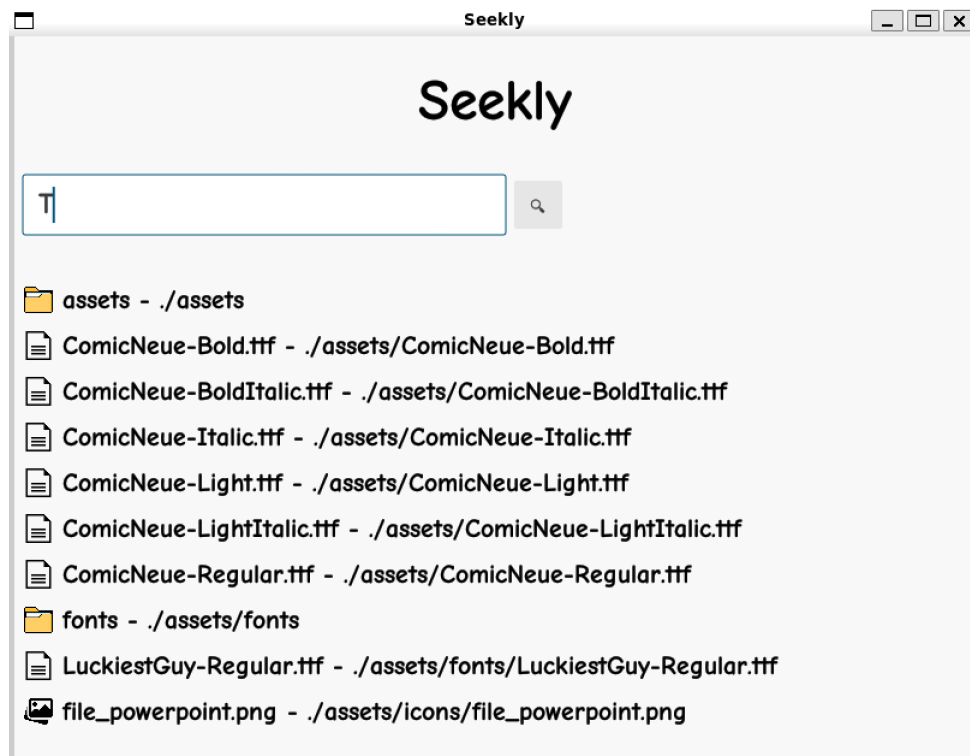 Seekly
Seekly
T
assets - ./assets
ComicNeue-Bold.ttf - ./assets/ComicNeue-Bold.ttf
ComicNeue-BoldItalic.ttf - ./assets/ComicNeue-BoldItalic.ttf
ComicNeue-Italic.ttf - ./assets/ComicNeue-Italic.ttf
ComicNeue-Light.ttf - ./assets/ComicNeue-Light.ttf
ComicNeue-LightItalic.ttf - ./assets/ComicNeue-LightItalic.ttf
ComicNeue-Regular.ttf - ./assets/ComicNeue-Regular.ttf
fonts - ./assets/fonts
LuckiestGuy-Regular.ttf - ./assets/fonts/LuckiestGuy-Regular.ttf
file_powerpoint.png - ./assets/icons/file_powerpoint.png